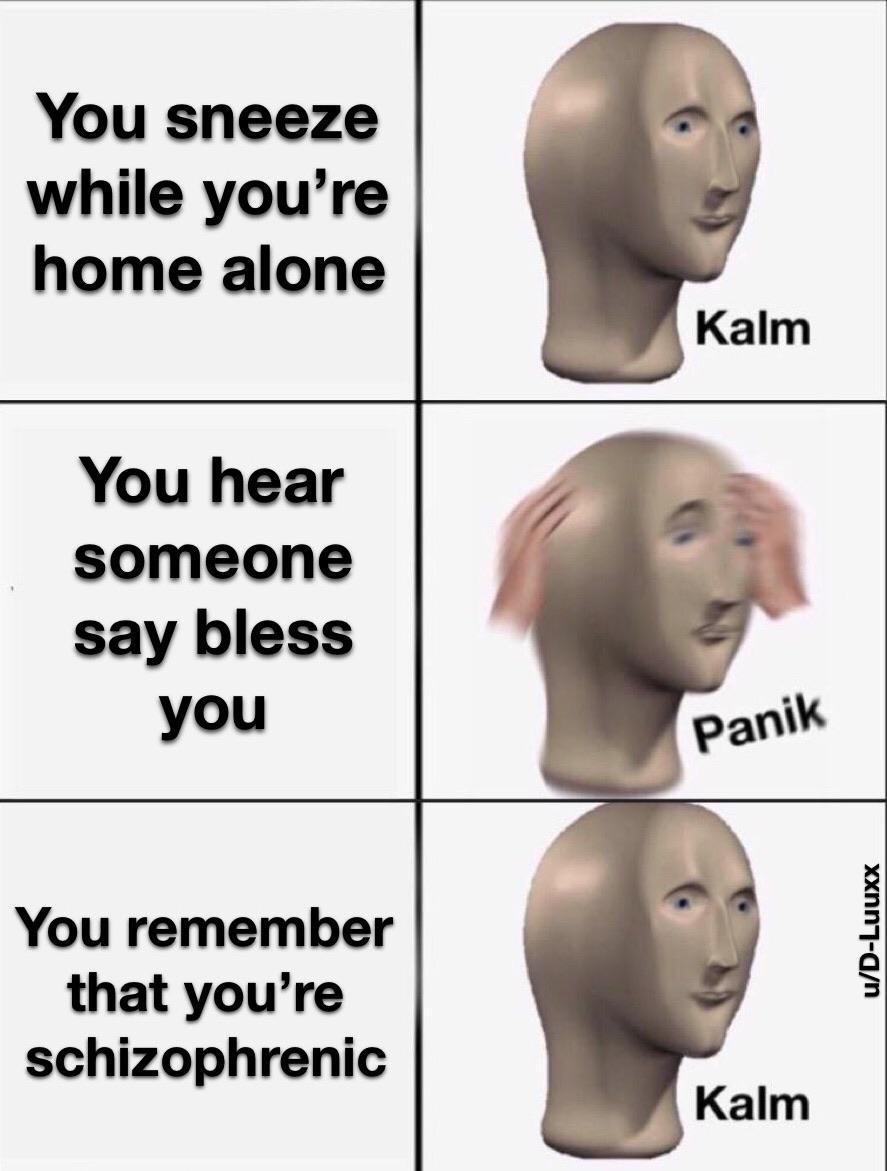 You sneeze
while you’re
home alone
Kalm
You hear
someone
say bless
you
Panik
You remember
that you’re
schizophrenic
Kalm
u/D-Luuxx